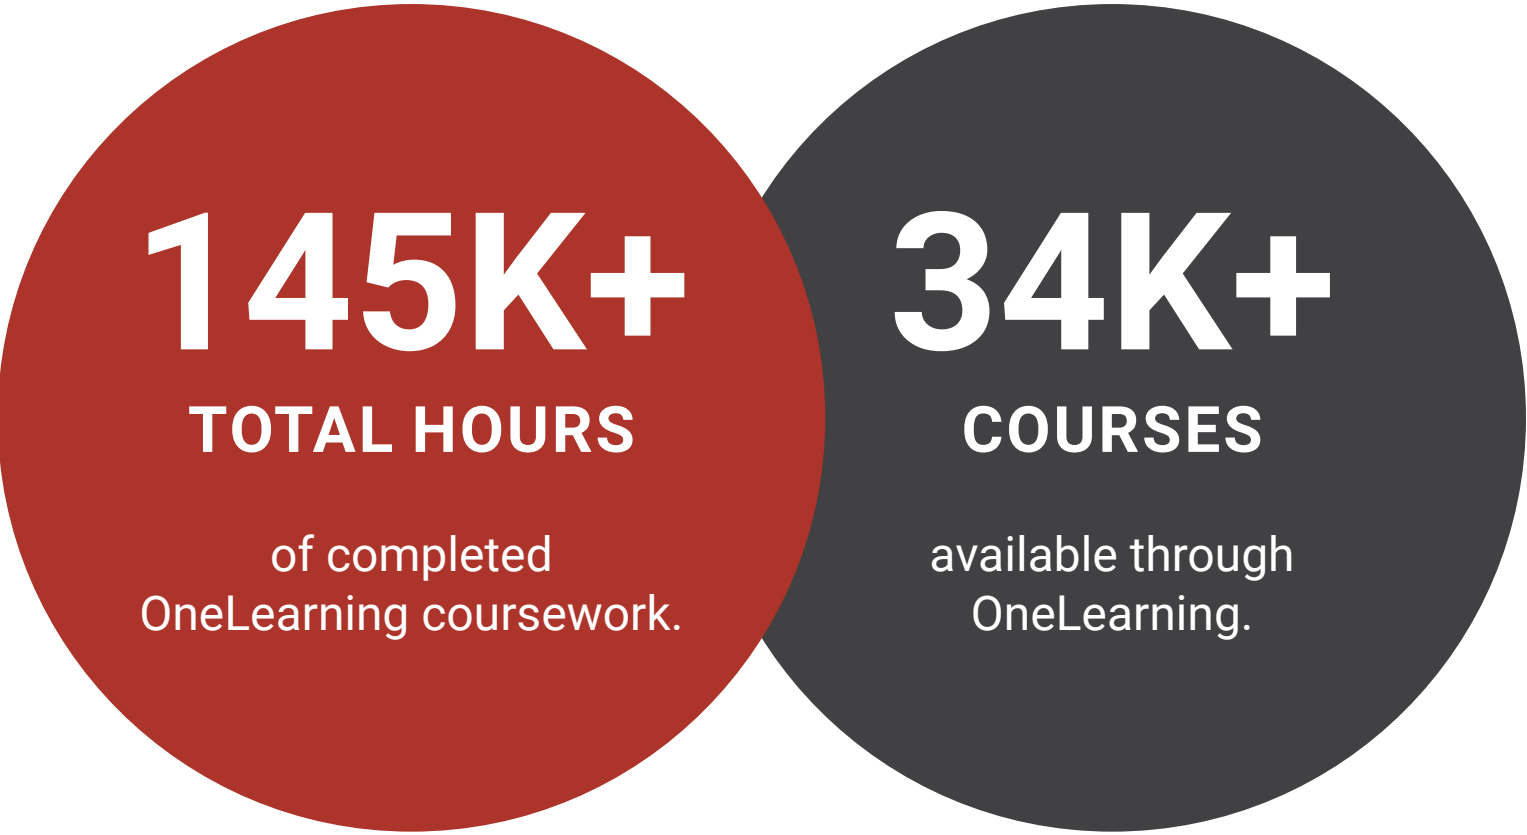 145K+
TOTAL HOURS
of completed
OneLearning coursework.
34K+
COURSES
available through
OneLearning.